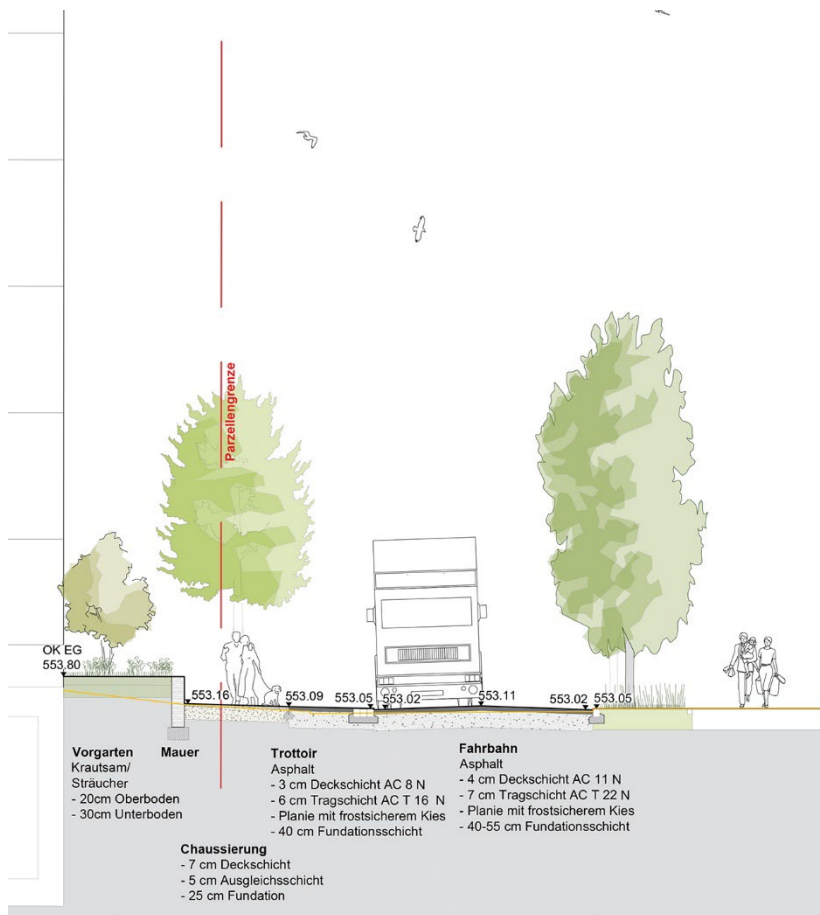 Parzellengrenze
OK EG
553.80
553.16
553.09
553.05
553.02
553.11
553.02
553.05
Vorgarten
Krautsam/
Sträucher
- 20cm Oberboden
- 30cm Unterboden
Mauer
Chaussierung
- 7 cm Deckschicht
- 5 cm Ausgleichsschicht
- 25 cm Fundation
Trottoir
Asphalt
- 3 cm Deckschicht AC 8 N
- 6 cm Tragschicht AC T 16 N
- Planie mit frostsicherem Kies
- 40 cm Fundationsschicht
Fahrbahn
Asphalt
- 4 cm Deckschicht AC 11 N
- 7 cm Tragschicht AC T 22 N
- Planie mit frostsicherem Kies
- 40-55 cm Fundationsschicht